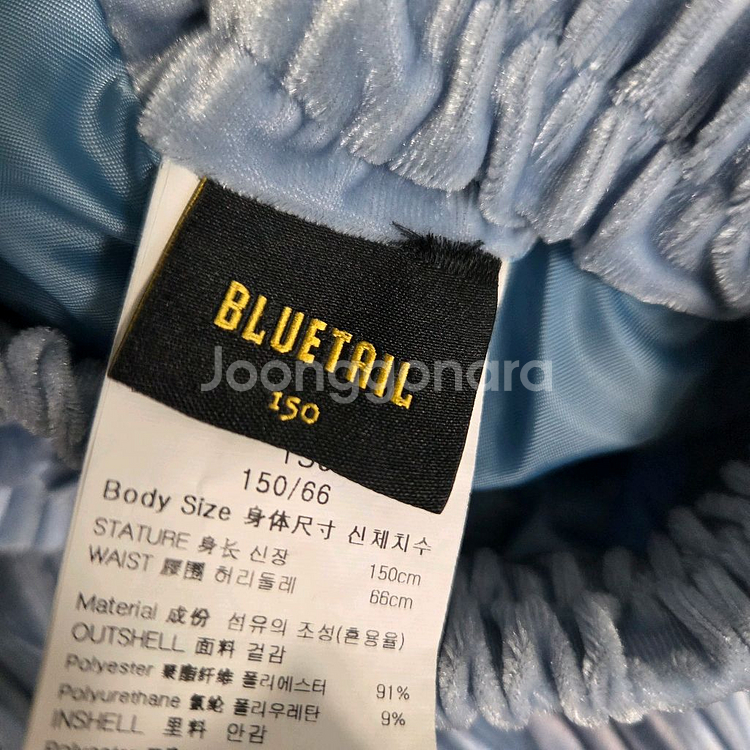 BLUETAIL
150
Joonggonara
150/66
Body Size 身体尺寸 신체치수
STATURE 身长 신장 150cm
WAIST 腰圈 허리둘레 66cm
Material 成份 섬유의 조성(혼용율)
OUTSHELL 面料 겉감
Polyester 聚脂纤维 폴리에스터 91%
Polyurethane 氨纶 폴리우레탄 9%
INSHELL 里料 안감